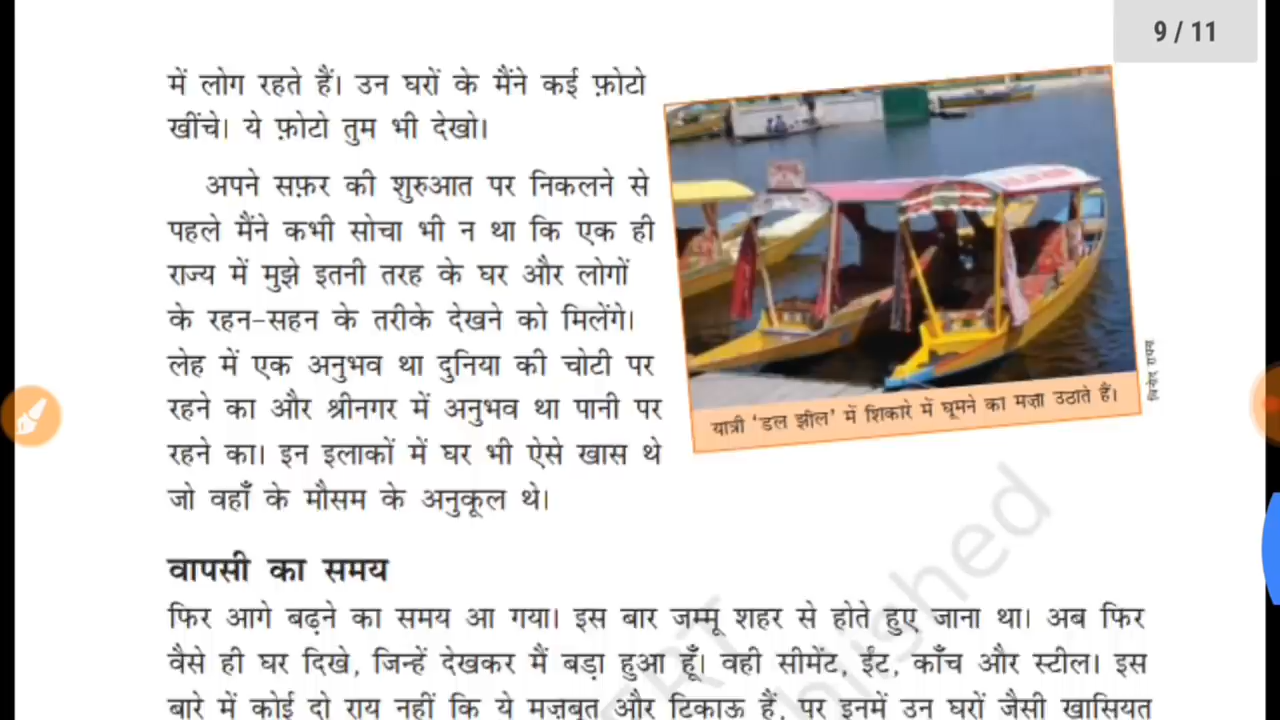 9 / 11
में लोग रहते हैं। उन घरों के मैंने कई फ़ोटो
खींचे। ये फ़ोटो तुम भी देखो।
अपने सफ़र की शुरुआत पर निकलने से
पहले मैंने कभी सोचा भी न था कि एक ही
राज्य में मुझे इतनी तरह के घर और लोगों
के रहन-सहन के तरीके देखने को मिलेंगे।
लेह में एक अनुभव था दुनिया की चोटी पर
रहने का और श्रीनगर में अनुभव था पानी पर
रहने का। इन इलाकों में घर भी ऐसे खास थे
जो वहाँ के मौसम के अनुकूल थे।
यात्री ‘डल झील’ में शिकारे में घूमने का मज़ा उठाते हैं।
विनोद रायना
वापसी का समय
फिर आगे बढ़ने का समय आ गया। इस बार जम्मू शहर से होते हुए जाना था। अब फिर
वैसे ही घर दिखे, जिन्हें देखकर मैं बड़ा हुआ हूँ। वही सीमेंट, ईंट, काँच और स्टील। इस
बारे में कोई दो राय नहीं कि ये मज़बूत और टिकाऊ हैं, पर इनमें उन घरों जैसी खासियत